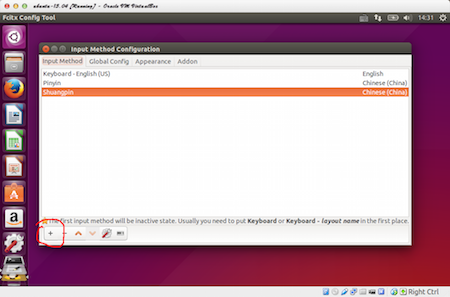 ubuntu-15.04 [Running] - Oracle VM VirtualBox
Fcitx Config Tool
14:31
Input Method Configuration
Input Method Global Config Appearance Addon
Keyboard - English (US) English
Pinyin Chinese (China)
Shuangpin Chinese (China)
The first input method will be inactive state. Usually you need to put Keyboard or Keyboard - layout name in the first place.
Right Ctrl